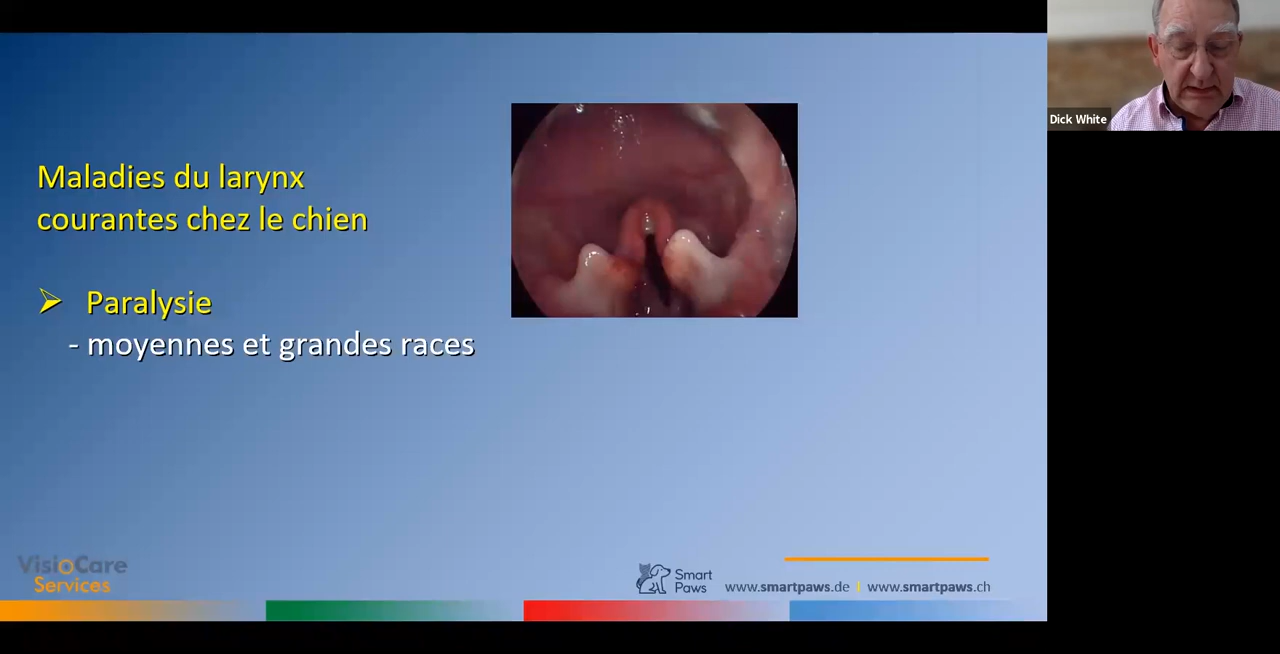 Dick White
Maladies du larynx
courantes chez le chien
➢ Paralysie
- moyennes et grandes races
VisioCare
Services
Smart
Paws
www.smartpaws.de | www.smartpaws.ch